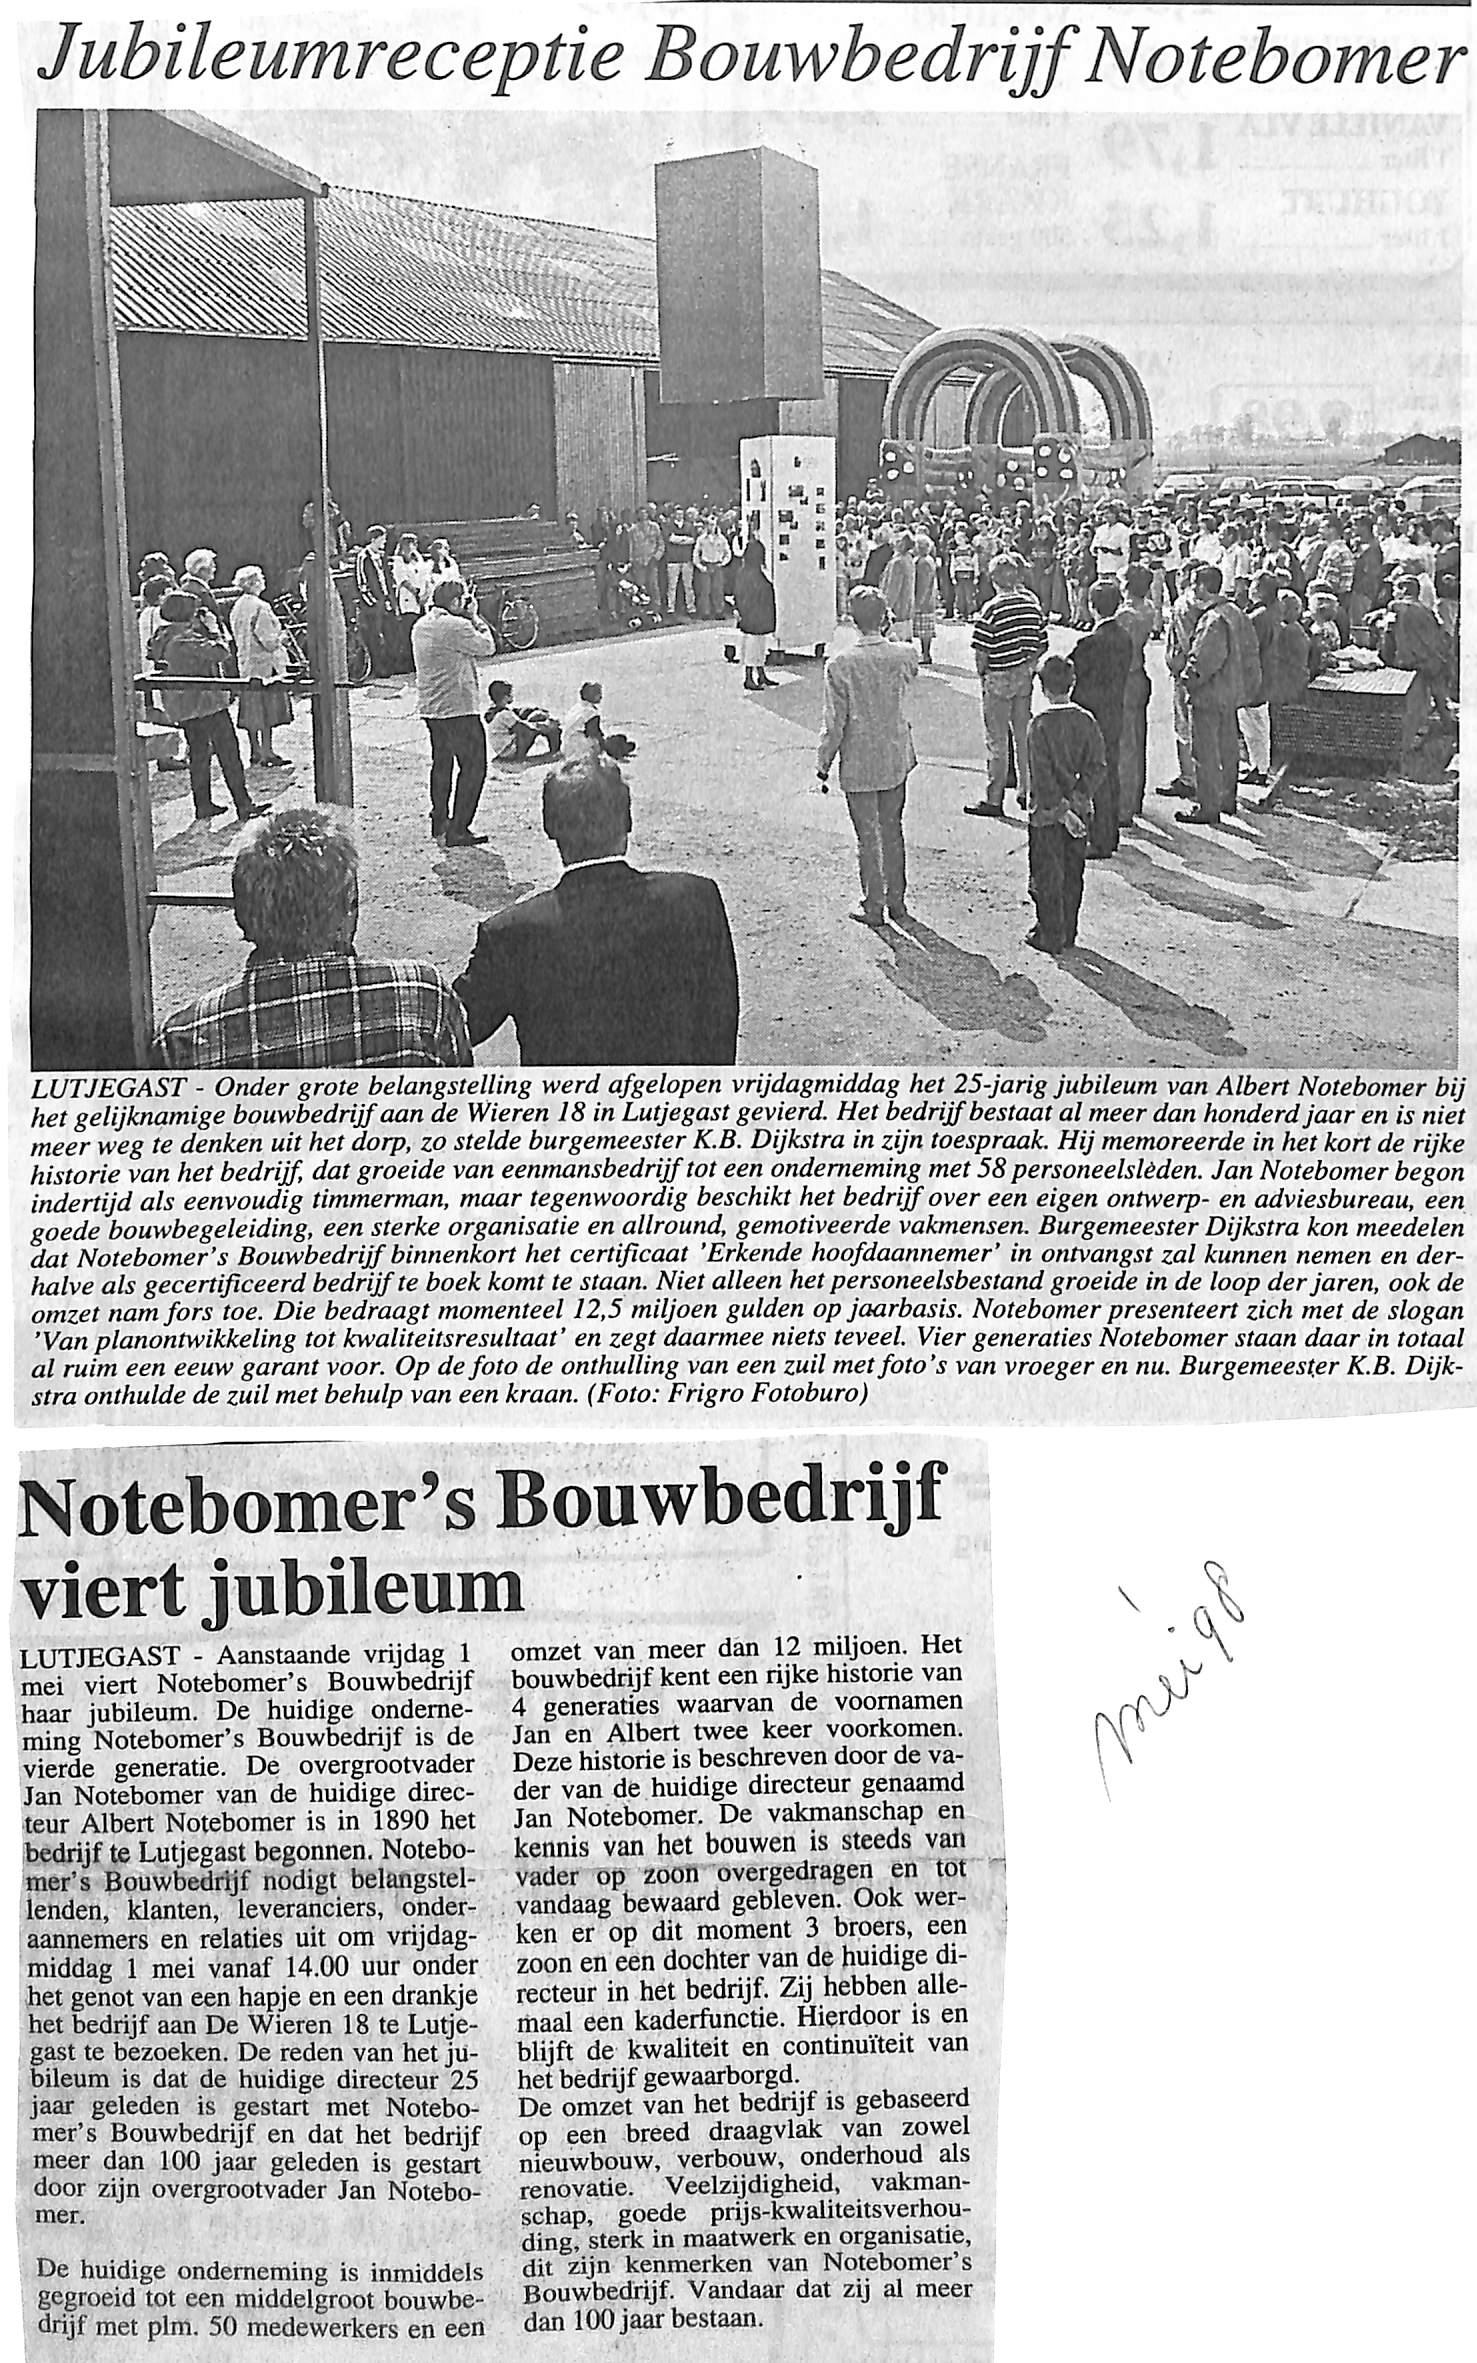 Jubileumreceptie Bouwbedrijf Notebomer
LUTJEGAST - Onder grote belangstelling werd afgelopen vrijdagmiddag het 25-jarig jubileum van Albert Notebomer bij
het gelijknamige bouwbedrijf aan de Wieren 18 in Lutjegast gevierd. Het bedrijf bestaat al meer dan honderd jaar en is niet
meer weg te denken uit het dorp, zo stelde burgemeester K.B. Dijkstra in zijn toespraak. Hij memoreerde in het kort de rijke
historie van het bedrijf, dat groeide van eenmansbedrijf tot een onderneming met 58 personeelslèden. Jan Notebomer begon
indertijd als eenvoudig timmerman, maar tegenwoordig beschikt het bedrijf over een eigen ontwerp- en adviesbureau, een
goede bouwbegeleiding, een sterke organisatie en allround, gemotiveerde vakmensen. Burgemeester Dijkstra kon meedelen
dat Notebomer's Bouwbedrijf binnenkort het certificaat 'Erkende hoofdaannemer' in ontvangst zal kunnen nemen en der-
halve als gecertificeerd bedrijf te boek komt te staan. Niet alleen het personeelsbestand groeide in de loop der jaren, ook de
omzet nam fors toe. Die bedraagt momenteel 12,5 miljoen gulden op jaarbasis. Notebomer presenteert zich met de slogan
'Van planontwikkeling tot kwaliteitsresultaat' en zegt daarmee niets teveel. Vier generaties Notebomer staan daar in totaal
al ruim een eeuw garant voor. Op de foto de onthulling van een zuil met foto's van vroeger en nu. Burgemeester K.B. Dijk-
stra onthulde de zuil met behulp van een kraan. (Foto: Frigro Fotoburo)
Notebomer's Bouwbedrijf
viert jubileum
LUTJEGAST - Aanstaande vrijdag 1
mei viert Notebomer's Bouwbedrijf
haar jubileum. De huidige onderne-
ming Notebomer's Bouwbedrijf is de
vierde generatie. De overgrootvader
Jan Notebomer van de huidige direc-
teur Albert Notebomer is in 1890 het
bedrijf te Lutjegast begonnen. Notebo-
mer's Bouwbedrijf nodigt belangstel-
lenden, klanten, leveranciers, onder-
aannemers en relaties uit om vrijdag-
middag 1 mei vanaf 14.00 uur onder
het genot van een hapje en een drankje
het bedrijf aan De Wieren 18 te Lutje-
gast te bezoeken. De reden van het ju-
bileum is dat de huidige directeur 25
jaar geleden is gestart met Notebo-
mer's Bouwbedrijf en dat het bedrijf
meer dan 100 jaar geleden is gestart
door zijn overgrootvader Jan Notebo-
mer.
De huidige onderneming is inmiddels
gegroeid tot een middelgroot bouwbe-
drijf met plm. 50 medewerkers en een
omzet van meer dan 12 miljoen. Het
bouwbedrijf kent een rijke historie van
4 generaties waarvan de voornamen
Jan en Albert twee keer voorkomen.
Deze historie is beschreven door de va-
der van de huidige directeur genaamd
Jan Notebomer. De vakmanschap en
kennis van het bouwen is steeds van
vader op zoon overgedragen en tot
vandaag bewaard gebleven. Ook wer-
ken er op dit moment 3 broers, een
zoon en een dochter van de huidige di-
recteur in het bedrijf. Zij hebben alle-
maal een kaderfunctie. Hierdoor is en
blijft de kwaliteit en continuïteit van
het bedrijf gewaarborgd.
De omzet van het bedrijf is gebaseerd
op een breed draagvlak van zowel
nieuwbouw, verbouw, onderhoud als
renovatie. Veelzijdigheid, vakman-
schap, goede prijs-kwaliteitsverhou-
ding, sterk in maatwerk en organisatie,
dit zijn kenmerken van Notebomer's
Bouwbedrijf. Vandaar dat zij al meer
dan 100 jaar bestaan.
mei '98